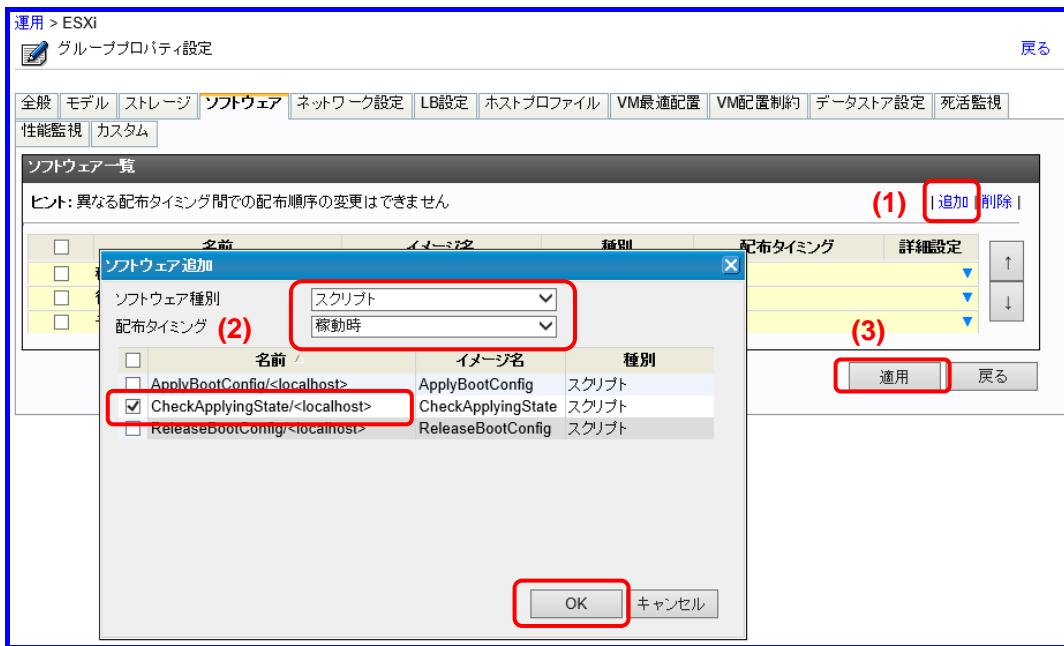 運用 > ESXi
グループプロパティ設定 戻る
全般 モデル ストレージ ソフトウェア ネットワーク設定 LB設定 ホストプロファイル VM最適配置 VM配置制約 データストア設定 死活監視
性能監視 カスタム
ソフトウェア一覧
ヒント: 異なる配布タイミング間での配布順序の変更はできません (1) | 追加 | 削除 |
名前 イメージ名 種別 配布タイミング 詳細設定
↑
↓
ソフトウェア追加
ソフトウェア種別 スクリプト
配布タイミング (2) 稼動時
名前 イメージ名 種別
ApplyBootConfig/<localhost> ApplyBootConfig スクリプト
CheckApplyingState/<localhost> CheckApplyingState スクリプト
ReleaseBootConfig/<localhost> ReleaseBootConfig スクリプト
OK キャンセル
(3)
適用 戻る